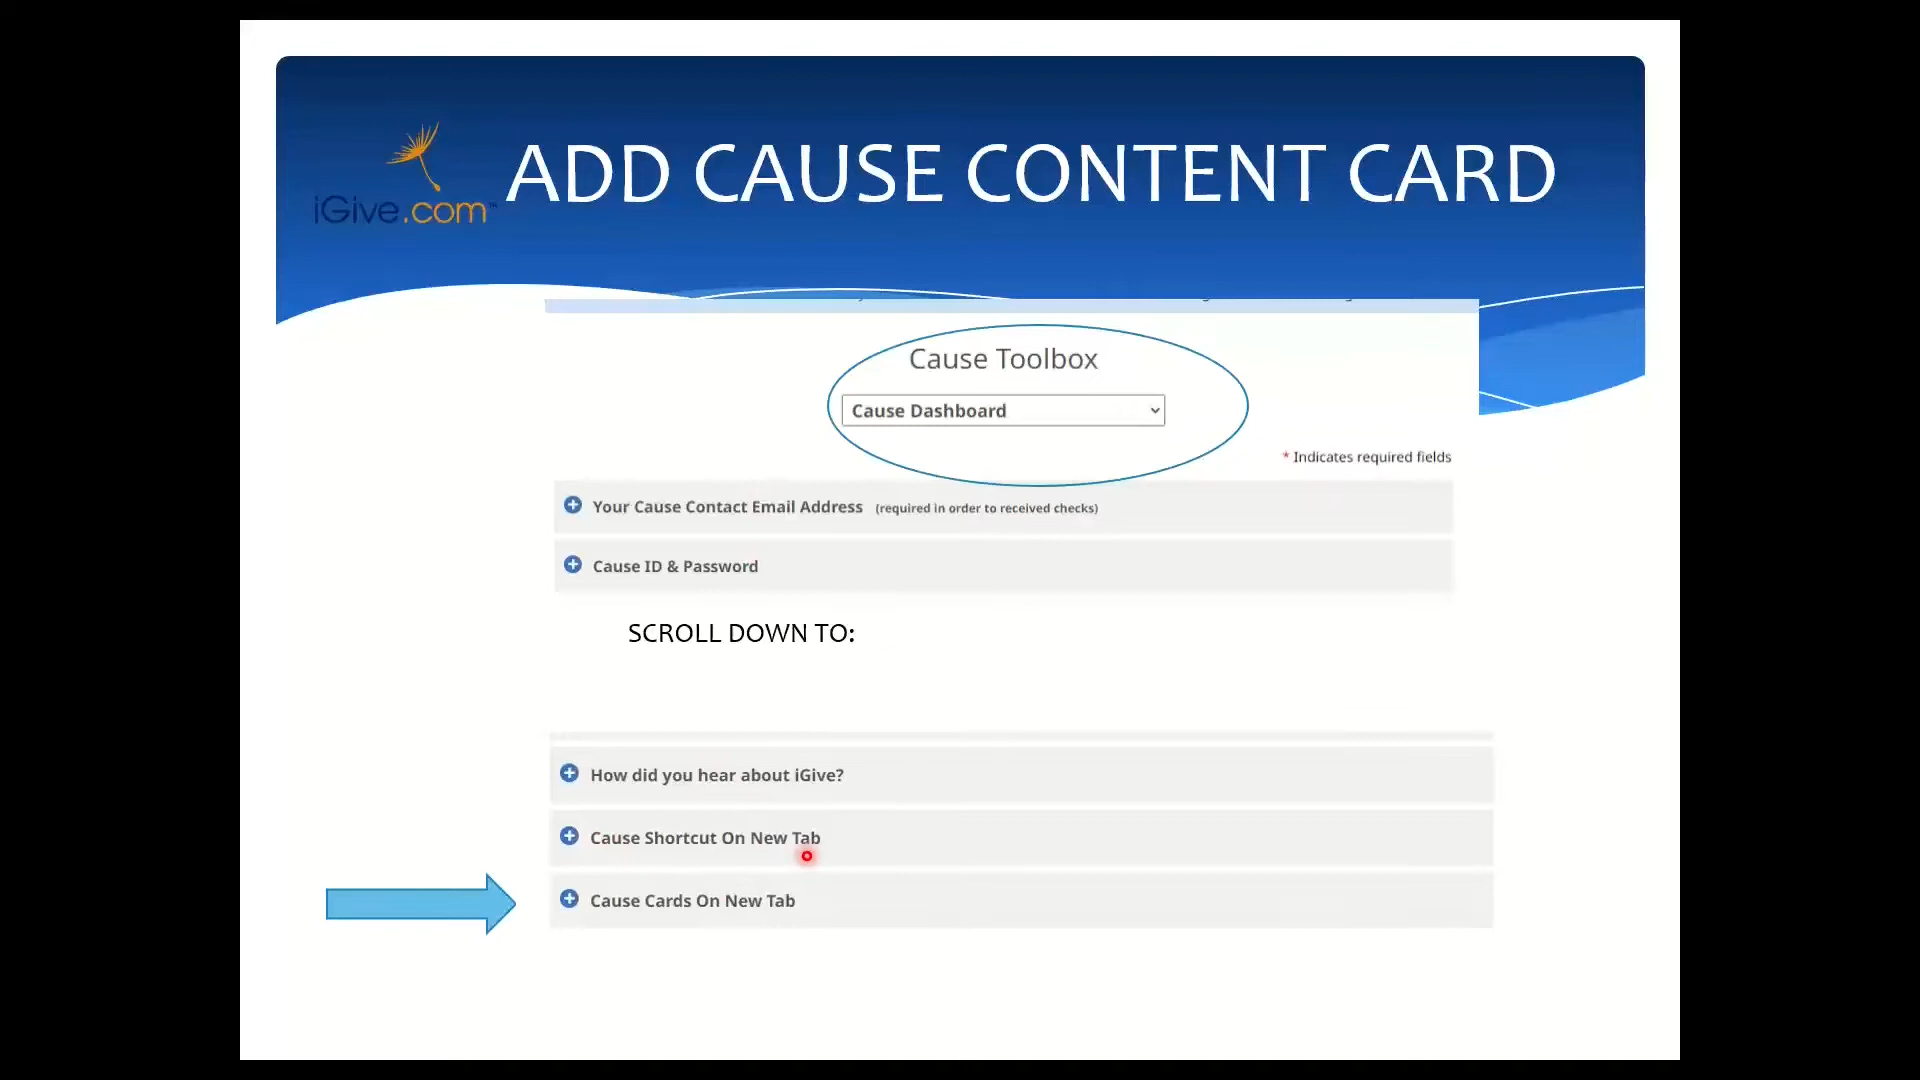 ADD CAUSE CONTENT CARD
iGive.com™
Cause Toolbox
Cause Dashboard
* Indicates required fields
Your Cause Contact Email Address (required in order to received checks)
Cause ID & Password
SCROLL DOWN TO:
How did you hear about iGive?
Cause Shortcut On New Tab
Cause Cards On New Tab